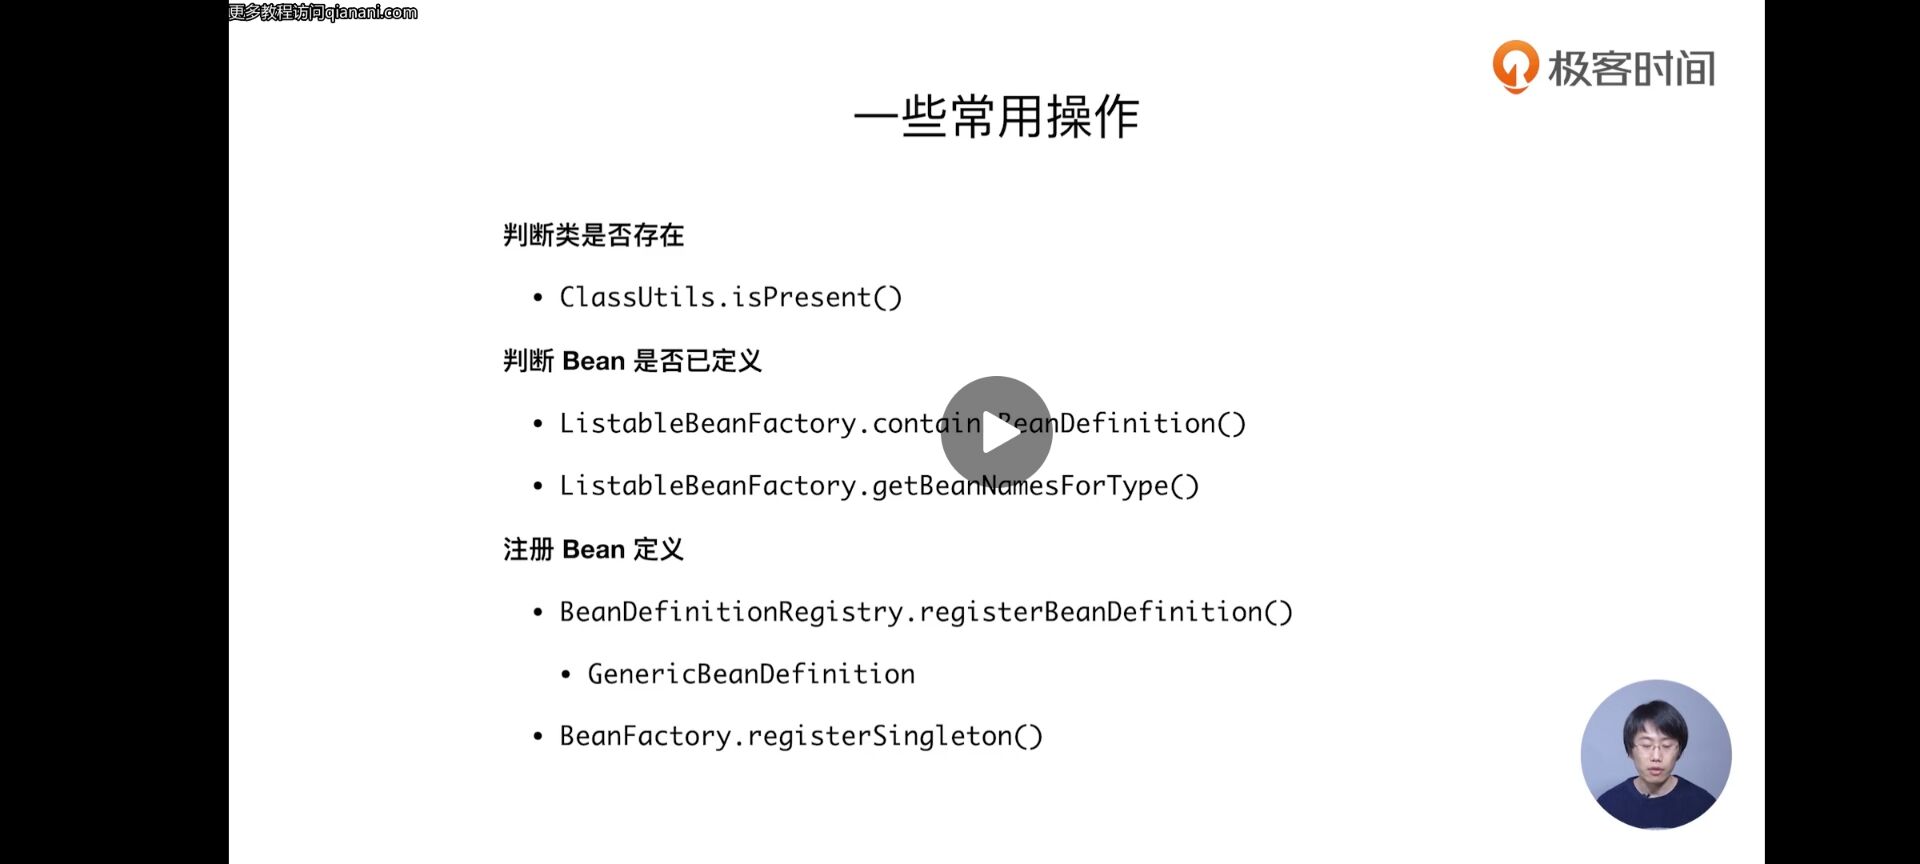 更多教程访问qianani.com
极客时间
一些常用操作
判断类是否存在
• ClassUtils.isPresent()
判断 Bean 是否已定义
• ListableBeanFactory.contain BeanDefinition()
• ListableBeanFactory.getBeanNamesForType()
注册 Bean 定义
• BeanDefinitionRegistry.registerBeanDefinition()
• GenericBeanDefinition
• BeanFactory.registerSingleton()